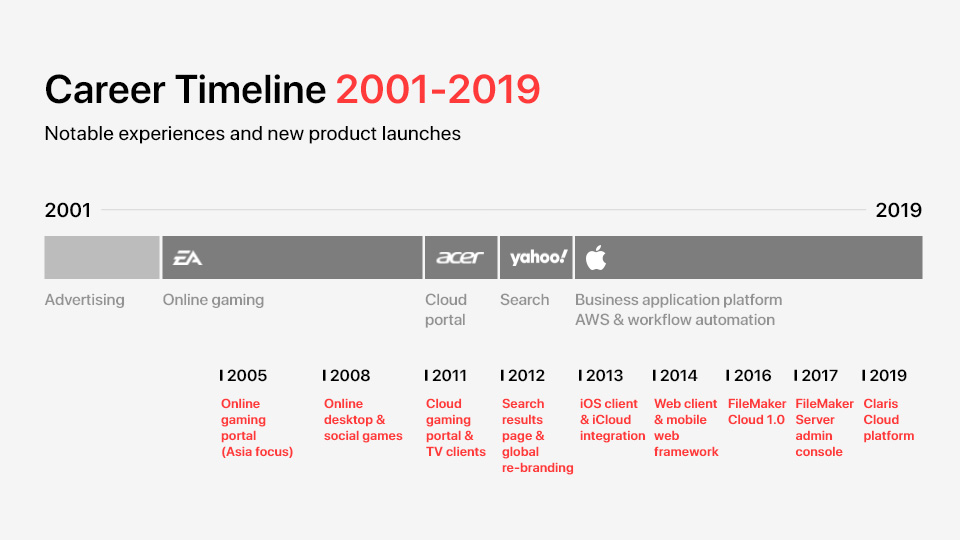 Career Timeline 2001-2019
Notable experiences and new product launches
2001
2019
EA
acer
yahoo!
Advertising
Online gaming
Cloud
portal
Search
Business application platform
AWS & workflow automation
2005
Online
gaming
portal
(Asia focus)
2008
Online
desktop &
social games
2011
Cloud
gaming
portal &
TV clients
2012
Search
results
page &
global
re-branding
2013
iOS client
& iCloud
integration
2014
Web client
& mobile
web
framework
2016
FileMaker
Cloud 1.0
2017
FileMaker
Server
admin
console
2019
Claris
Cloud
platform